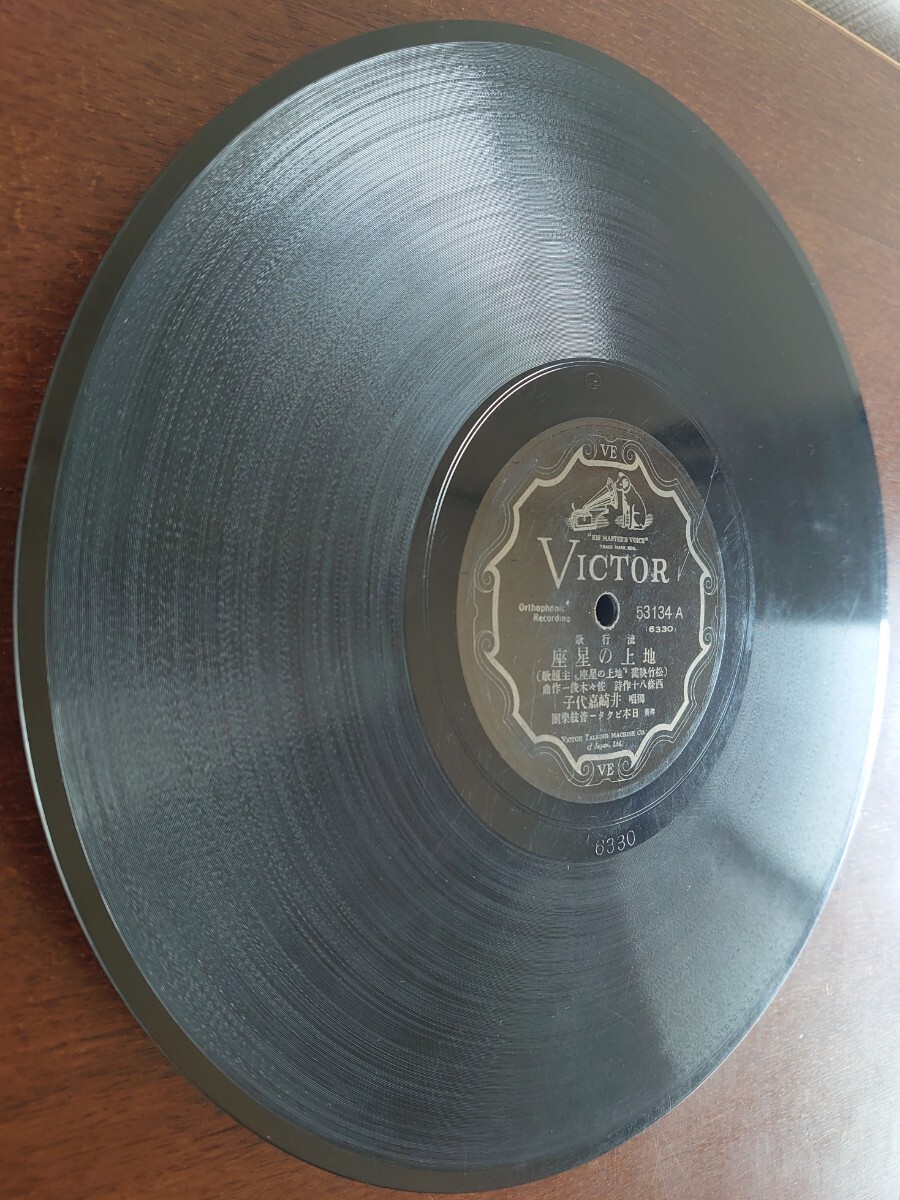 VE
"HIS MASTER'S VOICE"
TRADE MARK REG.
VICTOR
Orthophonic
Recording
53134 A
(6330)
歌行流
座星の上地
(松竹映畫〝地上の星座〟主題歌)
曲作一俊木々佐 詩作十八條西
子代嘉崎 唱獨
團樂絃管ータクビ本日 奏伴
VICTOR TALKING MACHINE CO.
of Japan, Ltd.
VE
6330